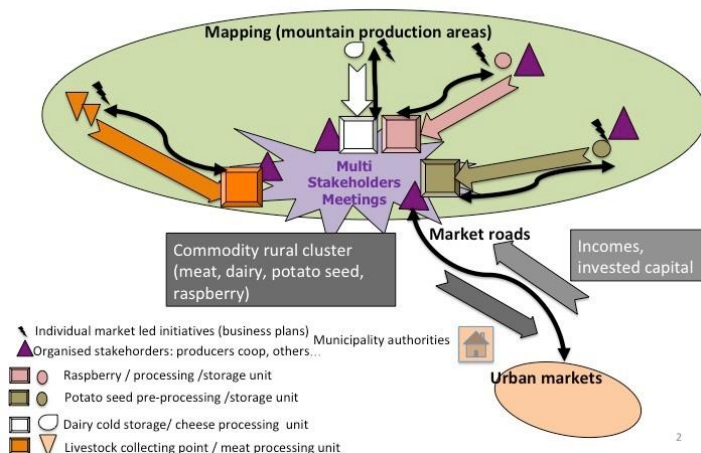 Mapping (mountain production areas)
Multi
Stakeholders
Meetings
Market roads
Commodity rural cluster
(meat, dairy, potato seed,
raspberry)
Incomes,
invested capital
Individual market led initiatives (business plans)
Organised stakehorders: producers coop, others...
Municipality authorities
Raspberry / processing /storage unit
Potato seed pre-processing /storage unit
Dairy cold storage/ cheese processing unit
Livestock collecting point / meat processing unit
Urban markets
2